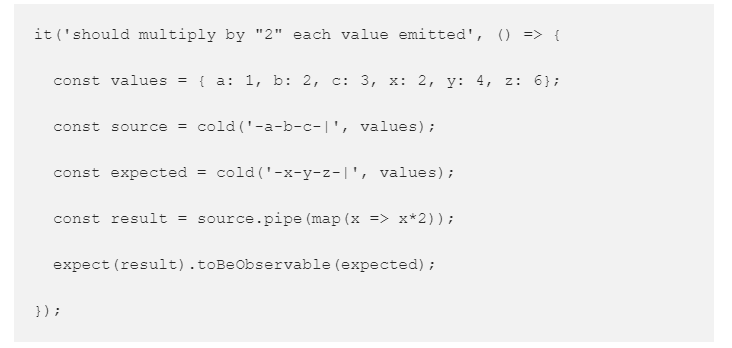 it('should multiply by "2" each value emitted', () => {
const values = { a: 1, b: 2, c: 3, x: 2, y: 4, z: 6};
const source = cold('-a-b-c-|', values);
const expected = cold('-x-y-z-|', values);
const result = source.pipe(map(x => x*2));
expect(result).toBeObservable(expected);
});